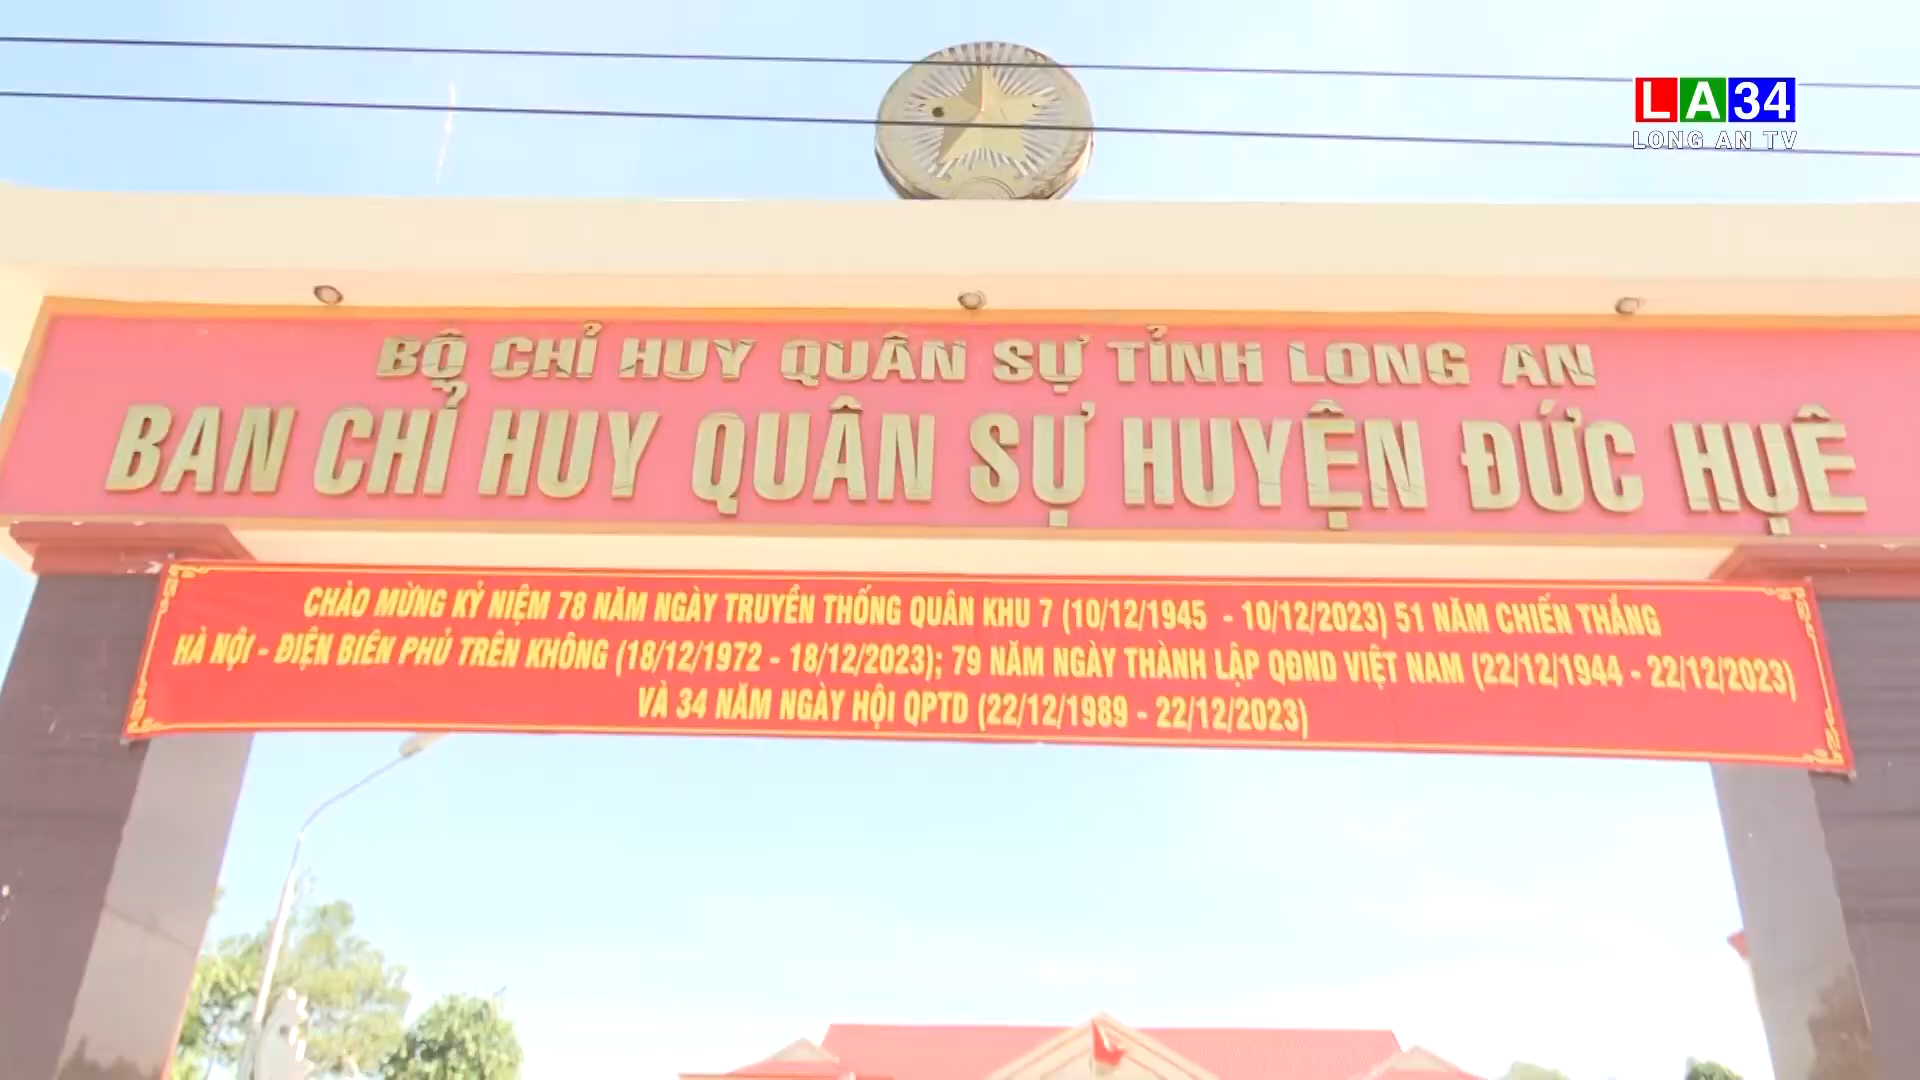 LA34
LONG AN TV
BỘ CHỈ HUY QUÂN SỰ TỈNH LONG AN
BAN CHỈ HUY QUÂN SỰ HUYỆN ĐỨC HUỆ
CHÀO MỪNG KỶ NIỆM 78 NĂM NGÀY TRUYỀN THỐNG QUÂN KHU 7 (10/12/1945 - 10/12/2023) 51 NĂM CHIẾN THẮNG
HÀ NỘI - ĐIỆN BIÊN PHỦ TRÊN KHÔNG (18/12/1972 - 18/12/2023); 79 NĂM NGÀY THÀNH LẬP QĐND VIỆT NAM (22/12/1944 - 22/12/2023)
VÀ 34 NĂM NGÀY HỘI QPTD (22/12/1989 - 22/12/2023)